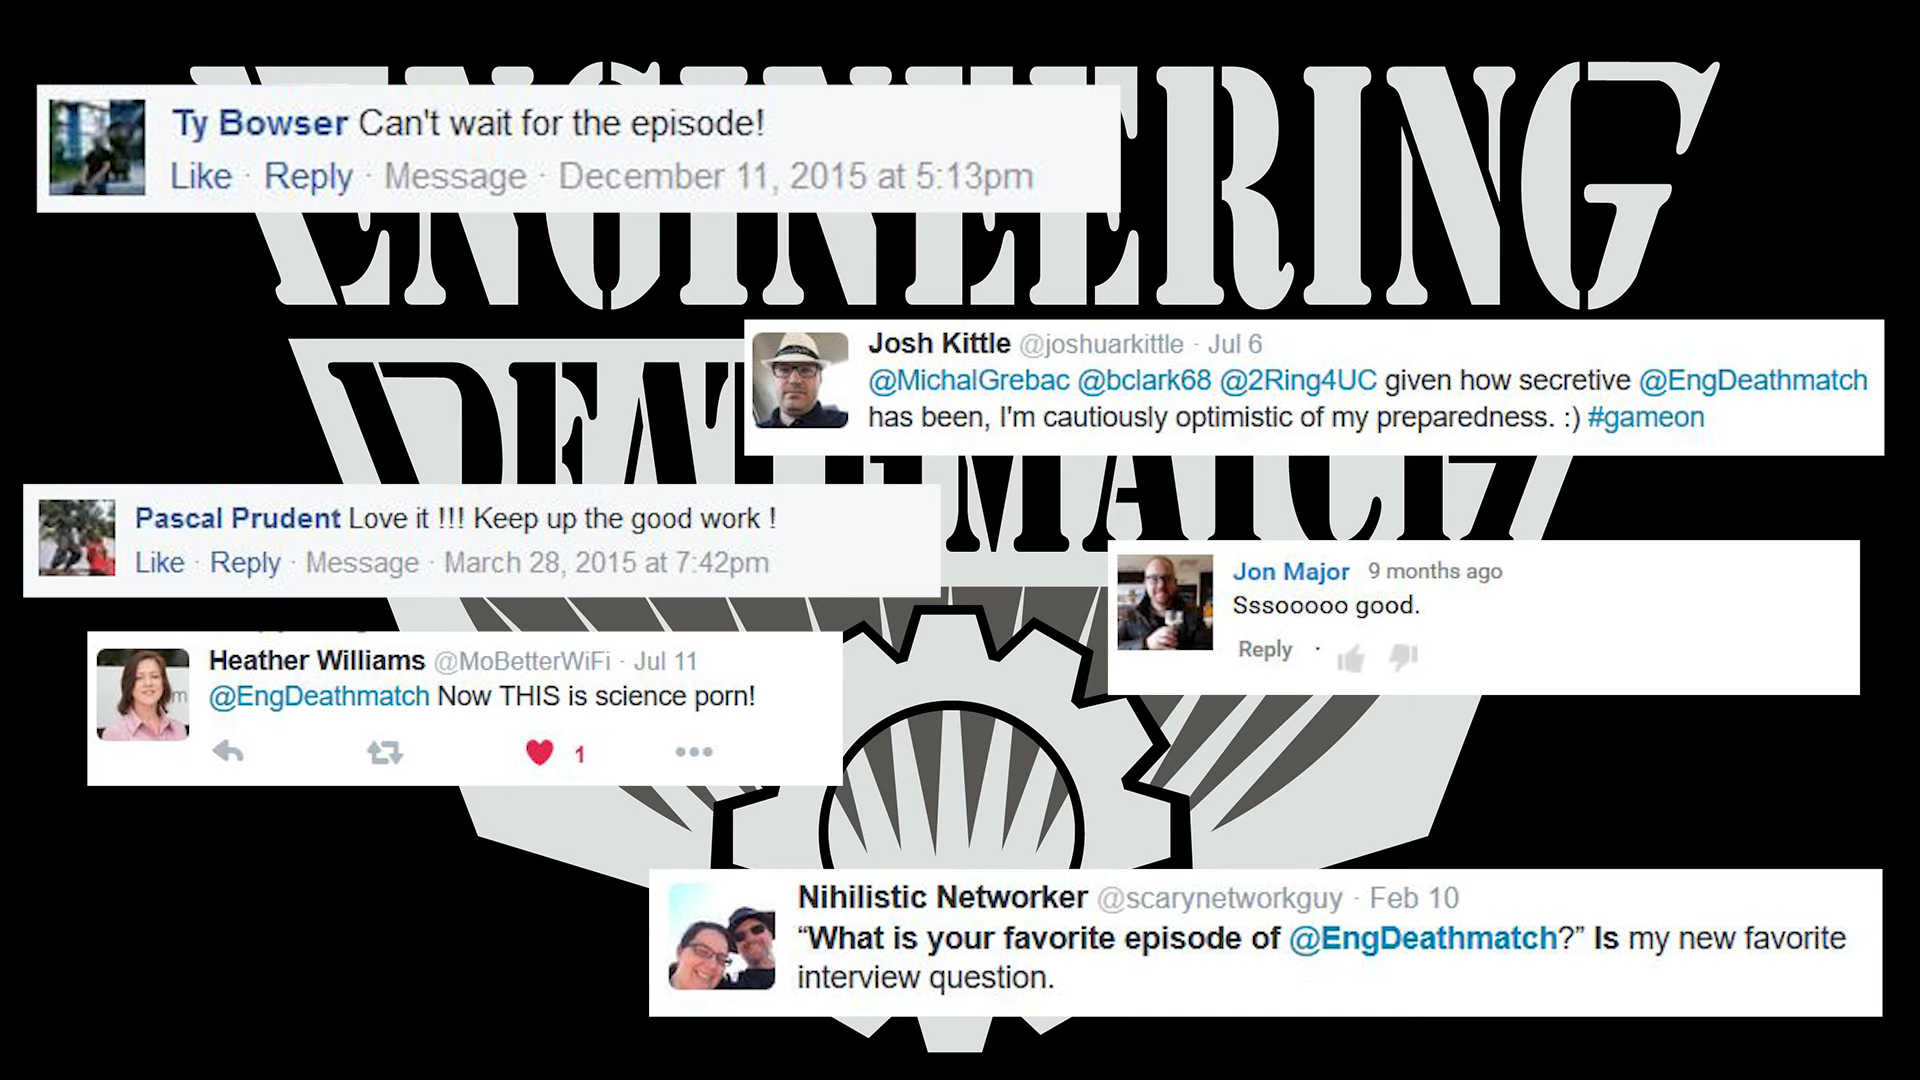 ENGINEERING
DEATHMATCH
Ty Bowser Can't wait for the episode!
Like · Reply · Message · December 11, 2015 at 5:13pm
Josh Kittle @joshuarkittle · Jul 6
@MichalGrebac @bclark68 @2Ring4UC given how secretive @EngDeathmatch
has been, I'm cautiously optimistic of my preparedness. :) #gameon
Pascal Prudent Love it !!! Keep up the good work !
Like · Reply · Message · March 28, 2015 at 7:42pm
Jon Major 9 months ago
Sssooooo good.
Reply ·
Heather Williams @MoBetterWiFi · Jul 11
@EngDeathmatch Now THIS is science porn!
1
Nihilistic Networker @scarynetworkguy · Feb 10
“What is your favorite episode of @EngDeathmatch?” Is my new favorite
interview question.